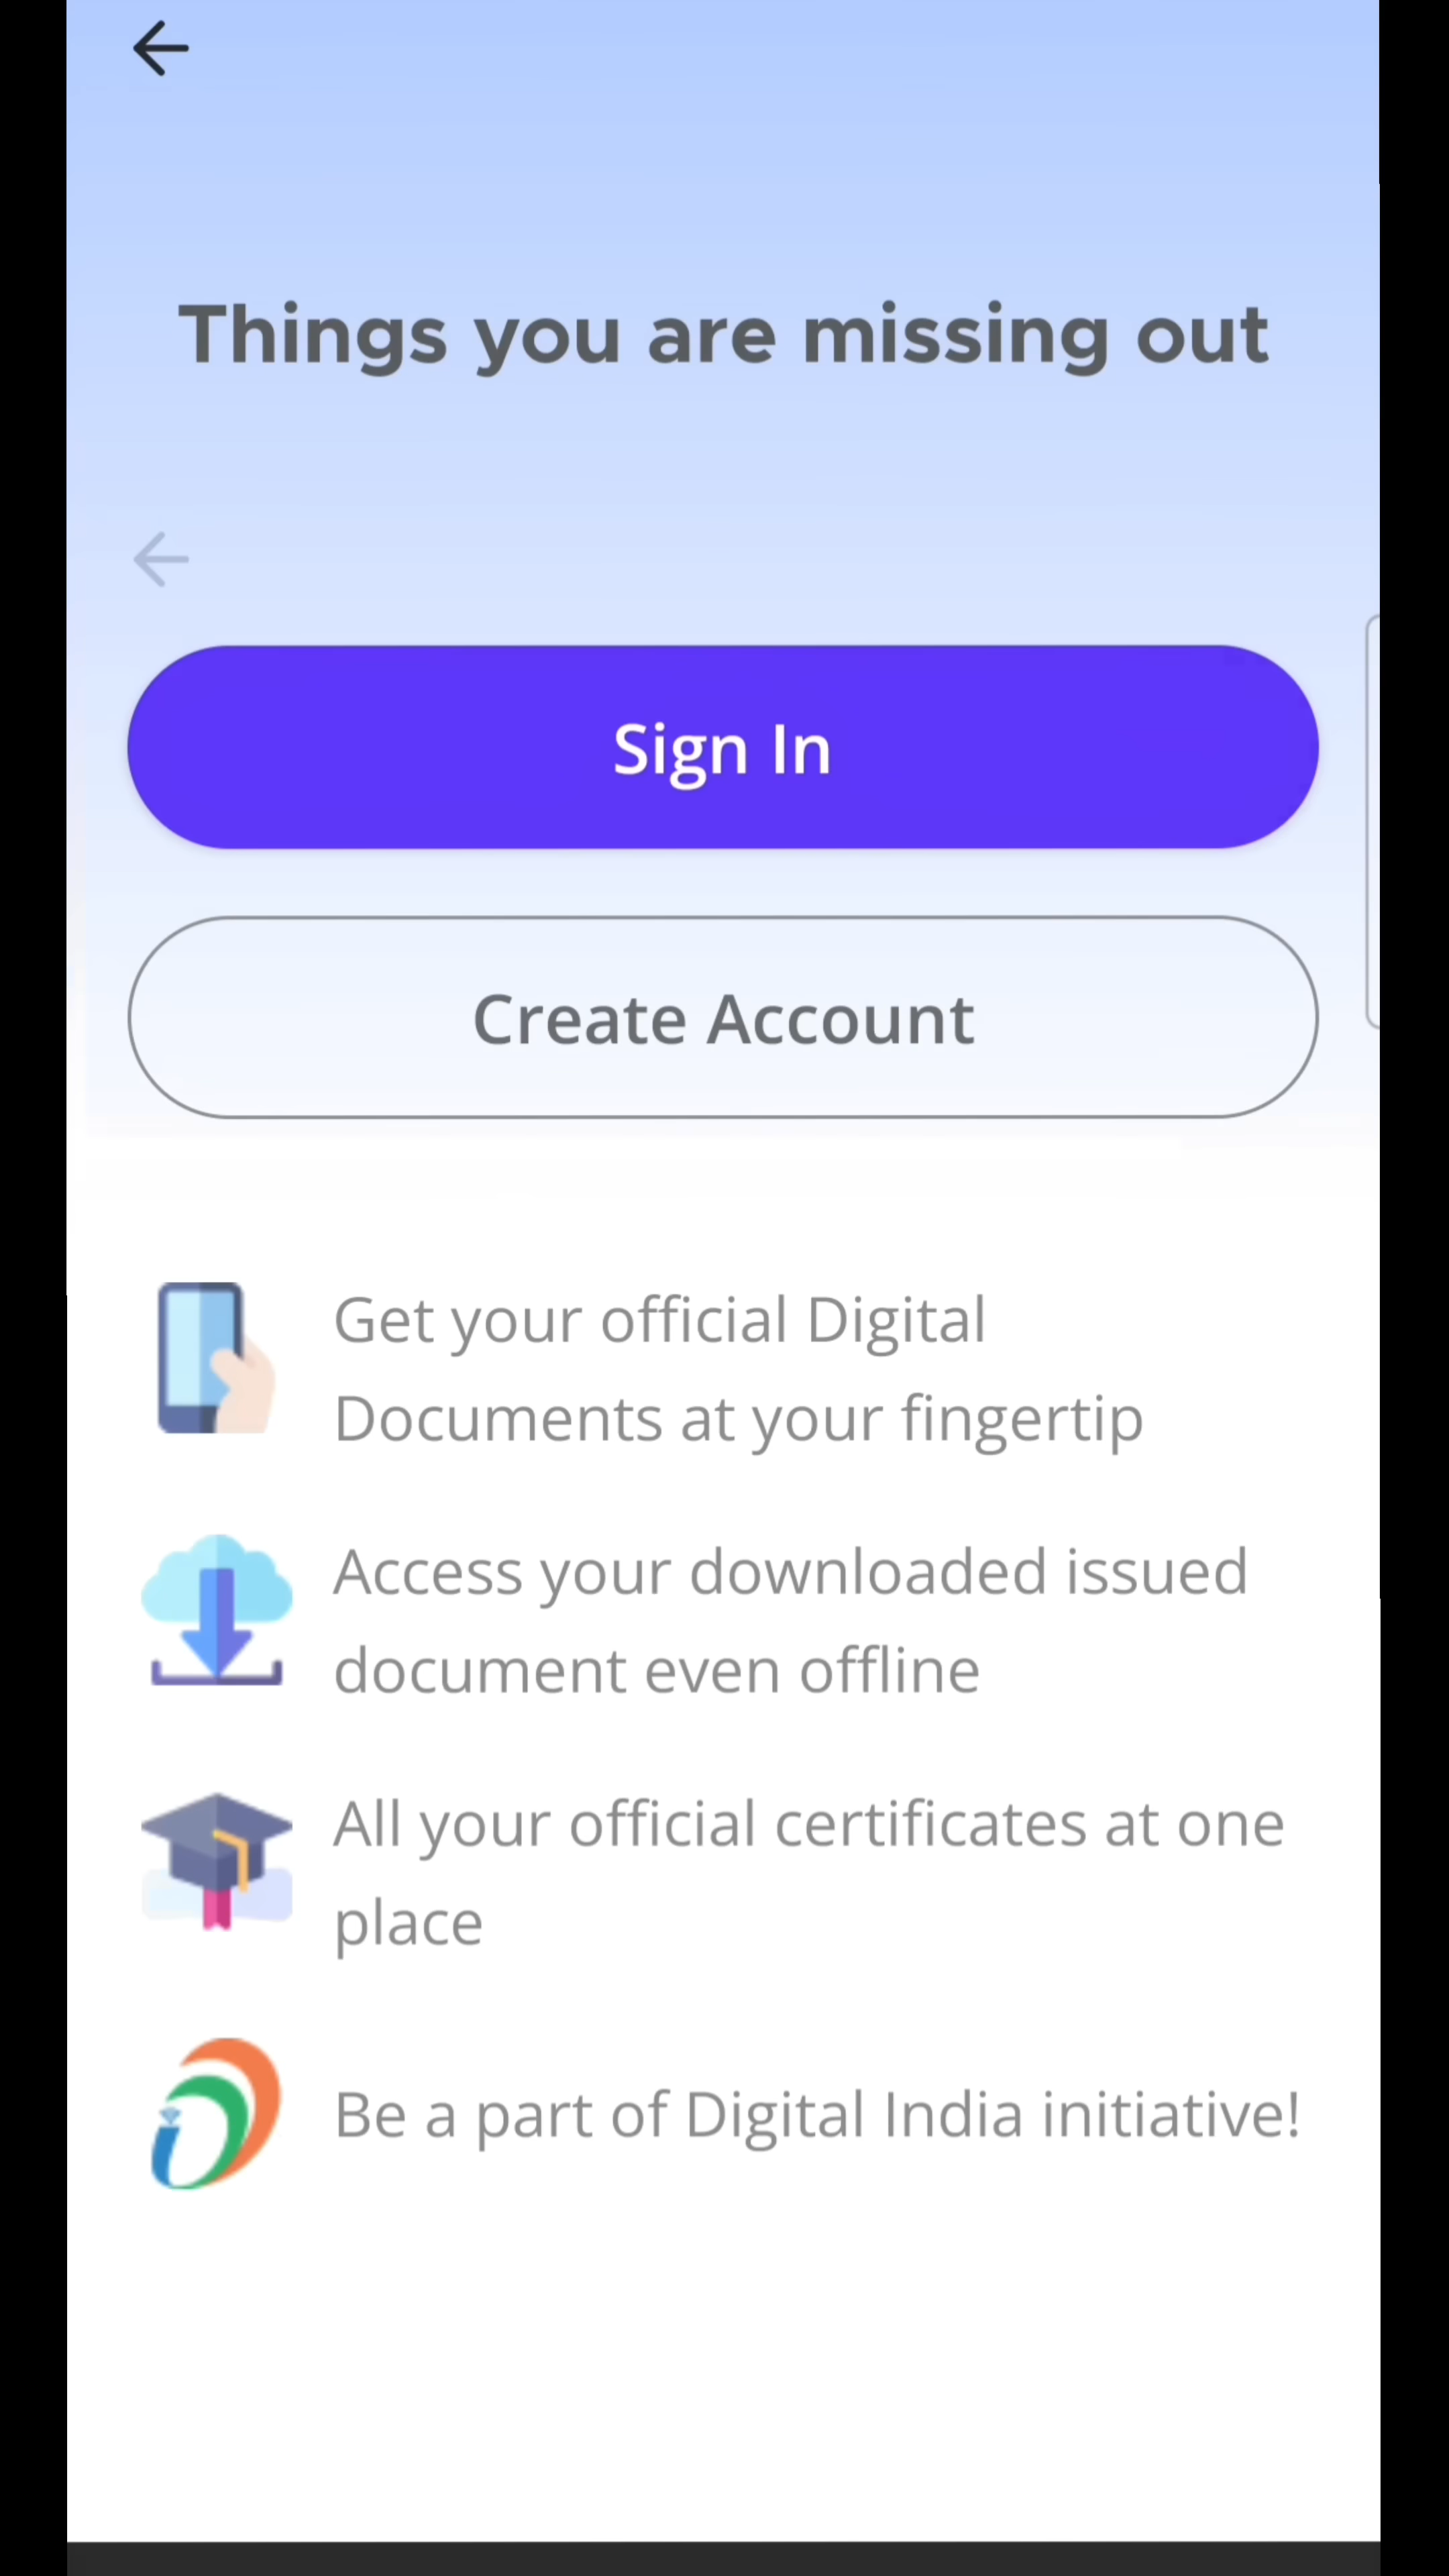 Things you are missing out
Sign In
Create Account
Get your official Digital
Documents at your fingertip
Access your downloaded issued
document even offline
All your official certificates at one
place
Be a part of Digital India initiative!